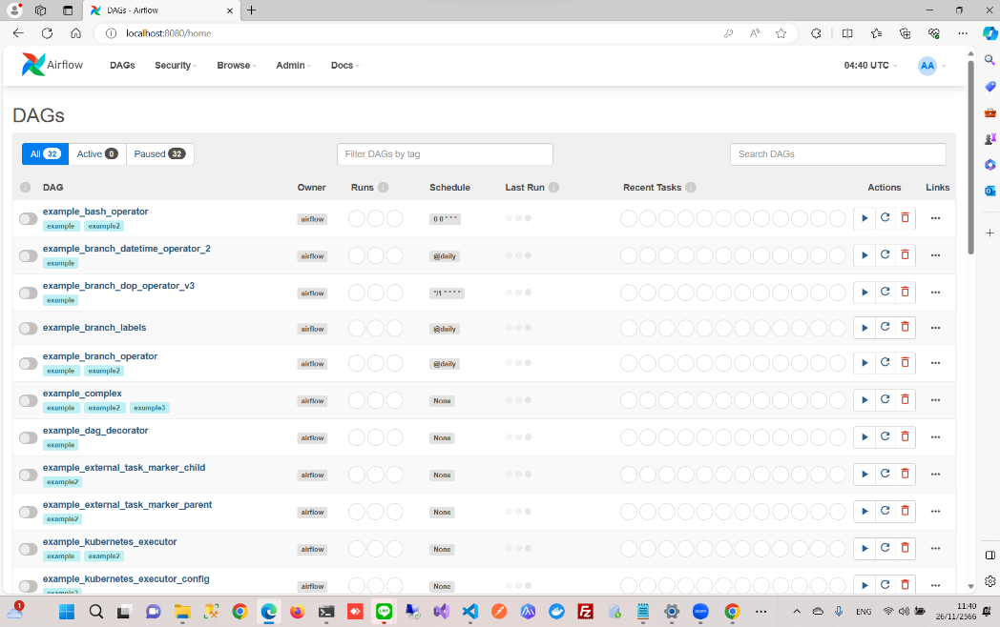 DAGs - Airflow
localhost:8080/home
Airflow DAGs Security Browse Admin Docs 04:40 UTC AA
DAGs
All 32 Active 0 Paused 32 Filter DAGs by tag Search DAGs
DAG Owner Runs Schedule Last Run Recent Tasks Actions Links
example_bash_operator
example example2 airflow 0 0 * * *
example_branch_datetime_operator_2
example airflow @daily
example_branch_dop_operator_v3
example airflow */1 * * * *
example_branch_labels airflow @daily
example_branch_operator
example example2 airflow @daily
example_complex
example example2 example3 airflow None
example_dag_decorator
example airflow None
example_external_task_marker_child
example2 airflow None
example_external_task_marker_parent
example2 airflow None
example_kubernetes_executor
example example2 airflow None
example_kubernetes_executor_config
example3 airflow None
1 LINE zoom ENG 11:40
26/11/2566